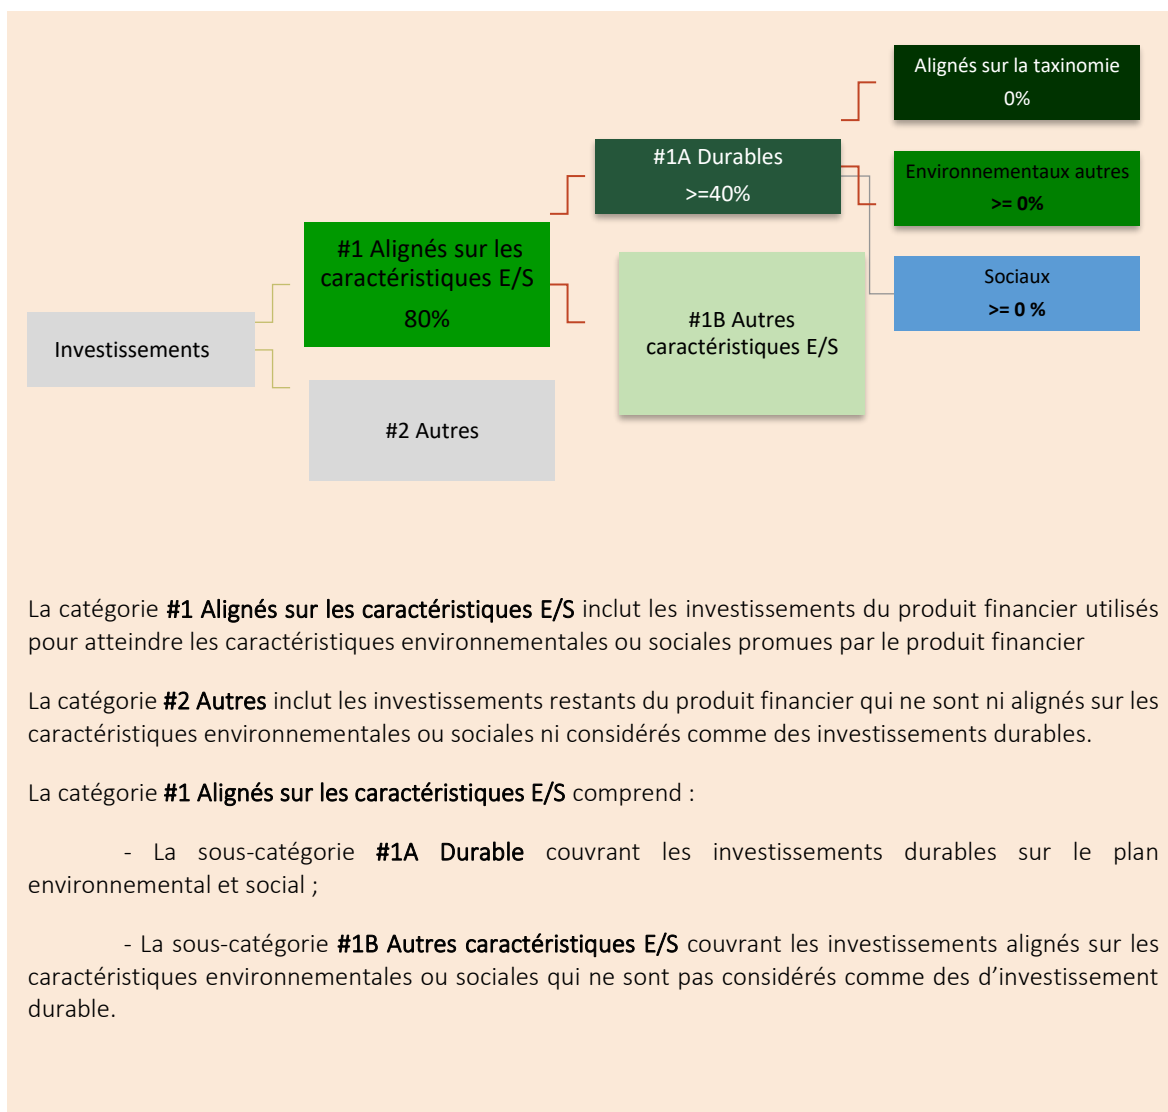 Alignés sur la taxinomie
0%
#1A Durables
>=40%
Environnementaux autres
>= 0%
#1 Alignés sur les
caractéristiques E/S
80%
Sociaux
>= 0 %
#1B Autres
caractéristiques E/S
Investissements
#2 Autres
La catégorie #1 Alignés sur les caractéristiques E/S inclut les investissements du produit financier utilisés
pour atteindre les caractéristiques environnementales ou sociales promues par le produit financier
La catégorie #2 Autres inclut les investissements restants du produit financier qui ne sont ni alignés sur les
caractéristiques environnementales ou sociales ni considérés comme des investissements durables.
La catégorie #1 Alignés sur les caractéristiques E/S comprend :
- La sous-catégorie #1A Durable couvrant les investissements durables sur le plan
environnemental et social ;
- La sous-catégorie #1B Autres caractéristiques E/S couvrant les investissements alignés sur les
caractéristiques environnementales ou sociales qui ne sont pas considérés comme des d’investissement
durable.